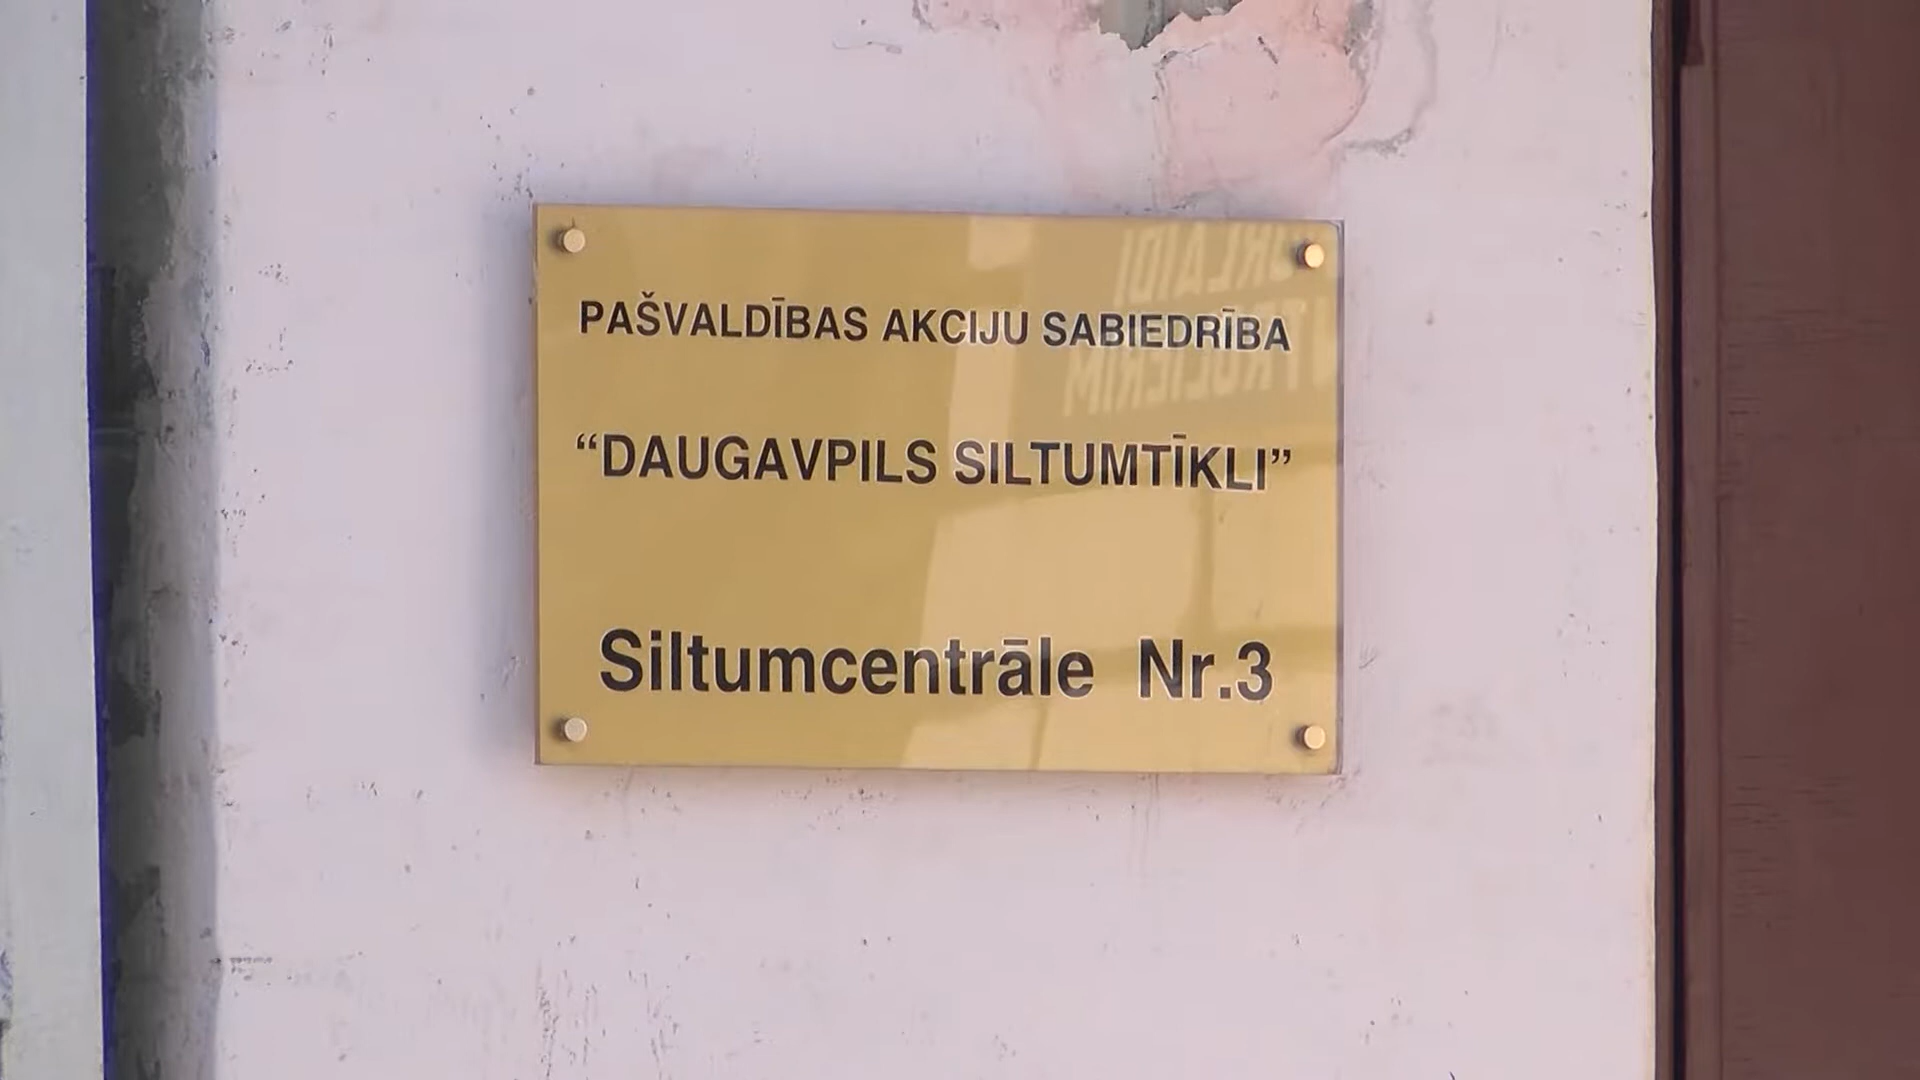 PAŠVALDĪBAS AKCIJU SABIEDRĪBA
“DAUGAVPILS SILTUMTĪKLI”
Siltumcentrāle Nr.3